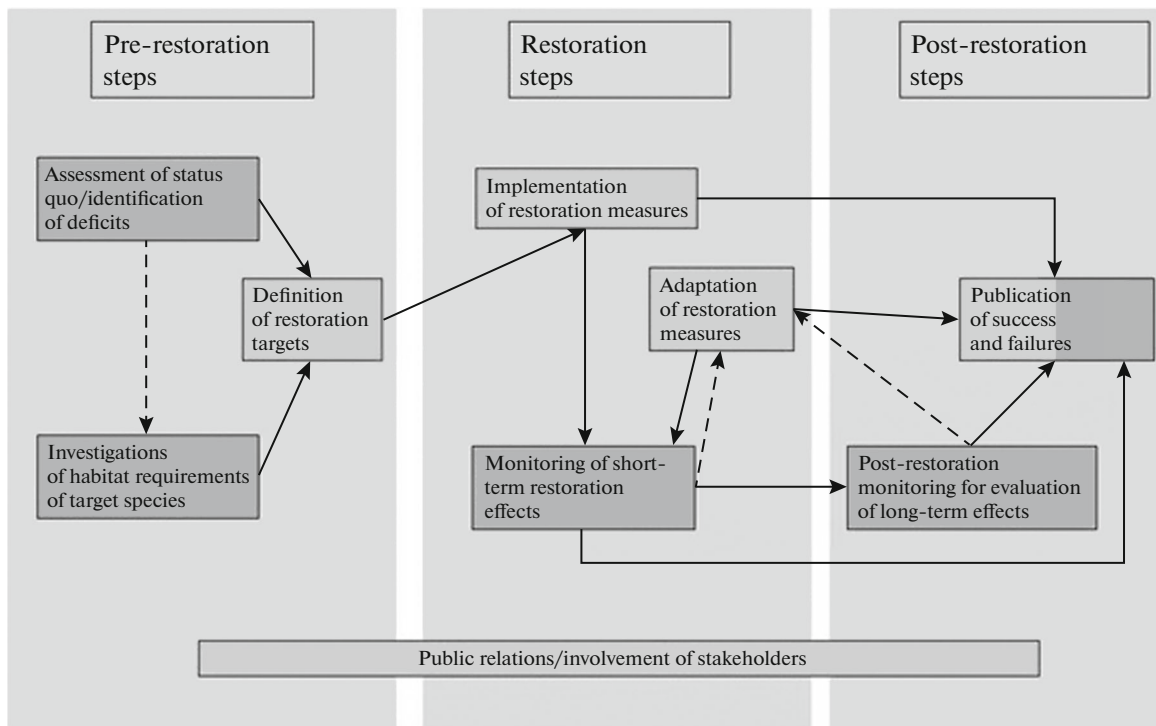 Pre-restoration
steps
Restoration
steps
Post-restoration
steps
Assessment of status
quo/identification
of deficits
Definition
of restoration
targets
Investigations
of habitat requirements
of target species
Implementation
of restoration measures
Adaptation
of restoration
measures
Monitoring of short-
term restoration
effects
Publication
of success
and failures
Post-restoration
monitoring for evaluation
of long-term effects
Public relations/involvement of stakeholders